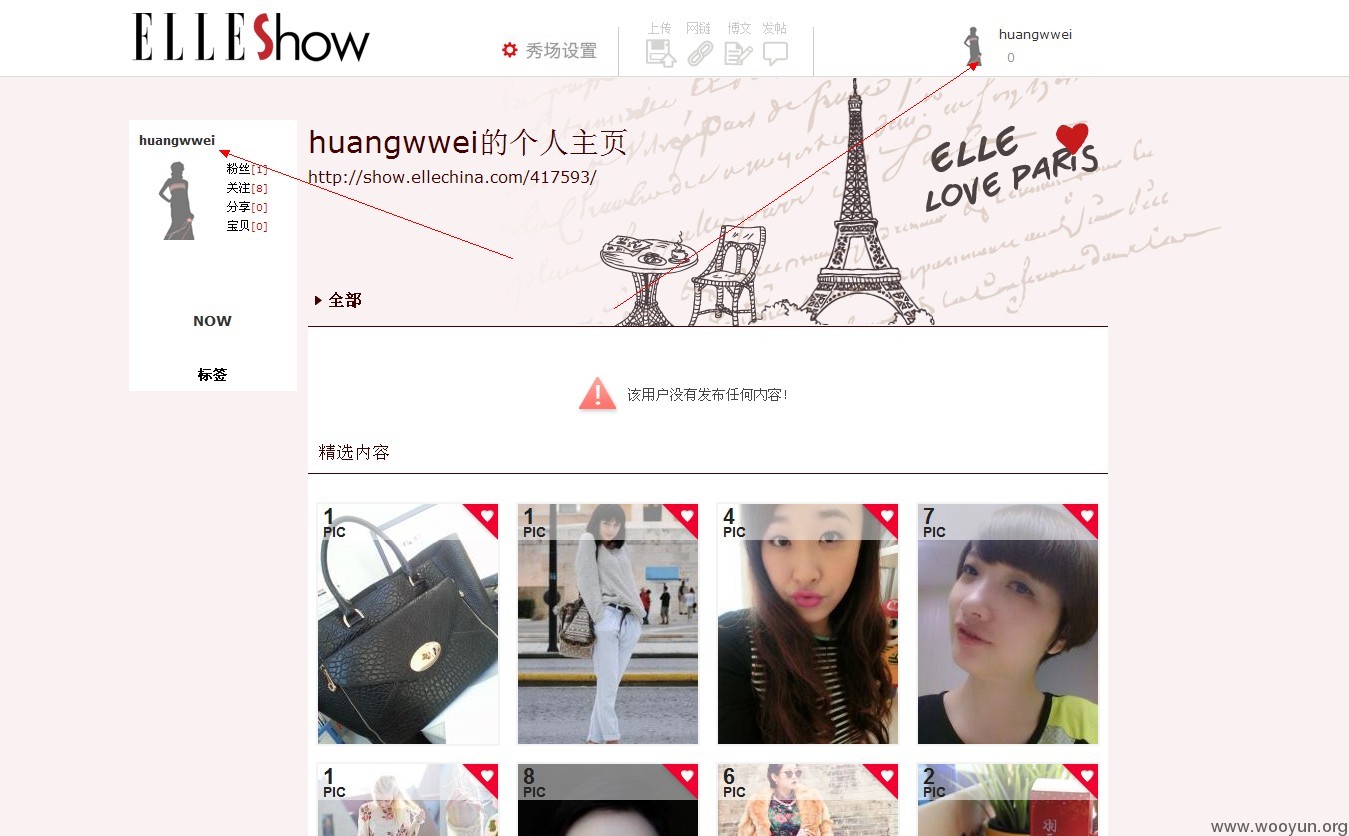 ELLEShow
秀场设置
上传 网链 博文 发帖
huangwwei
0
huangwwei
粉丝[1]
关注[8]
分享[0]
宝贝[0]
NOW
标签
huangwwei的个人主页
http://show.ellechina.com/417593/
ELLE
LOVE PARIS
全部
该用户没有发布任何内容!
精选内容
1
PIC
1
PIC
4
PIC
7
PIC
1
PIC
8
PIC
6
PIC
2
PIC
www.wooyun.org